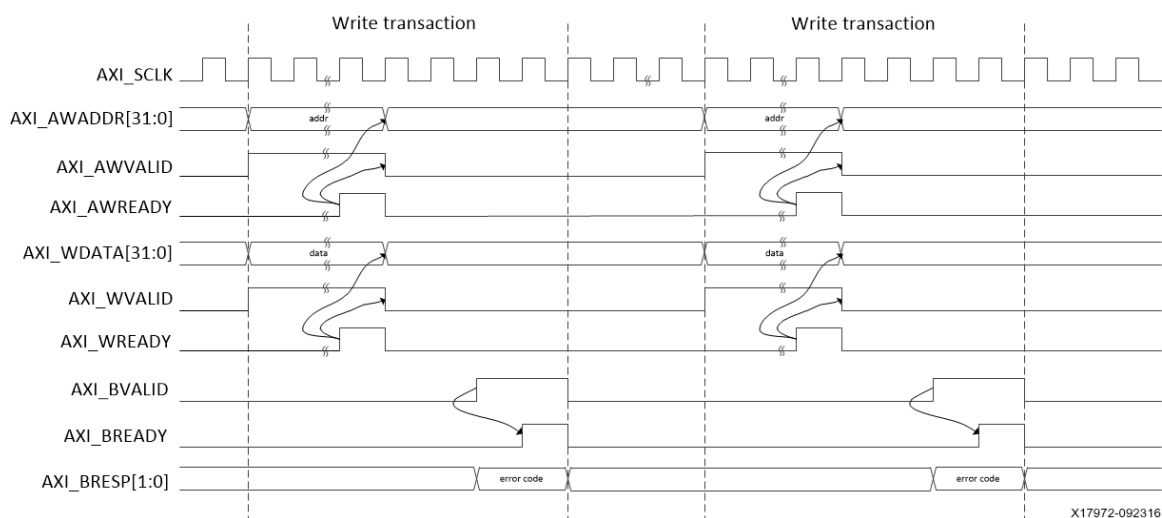 Write transaction Write transaction
AXI_SCLK
AXI_AWADDR[31:0] addr addr
AXI_AWVALID
AXI_AWREADY
AXI_WDATA[31:0] data data
AXI_WVALID
AXI_WREADY
AXI_BVALID
AXI_BREADY
AXI_BRESP[1:0] error code error code
X17972-092316